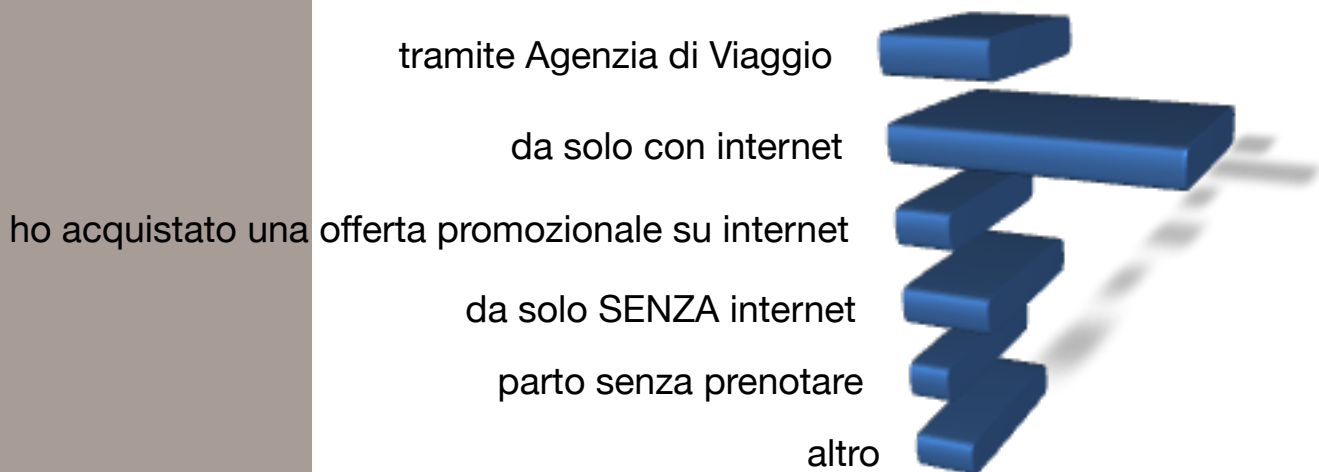 tramite Agenzia di Viaggio
da solo con internet
ho acquistato una offerta promozionale su internet
da solo SENZA internet
parto senza prenotare
altro